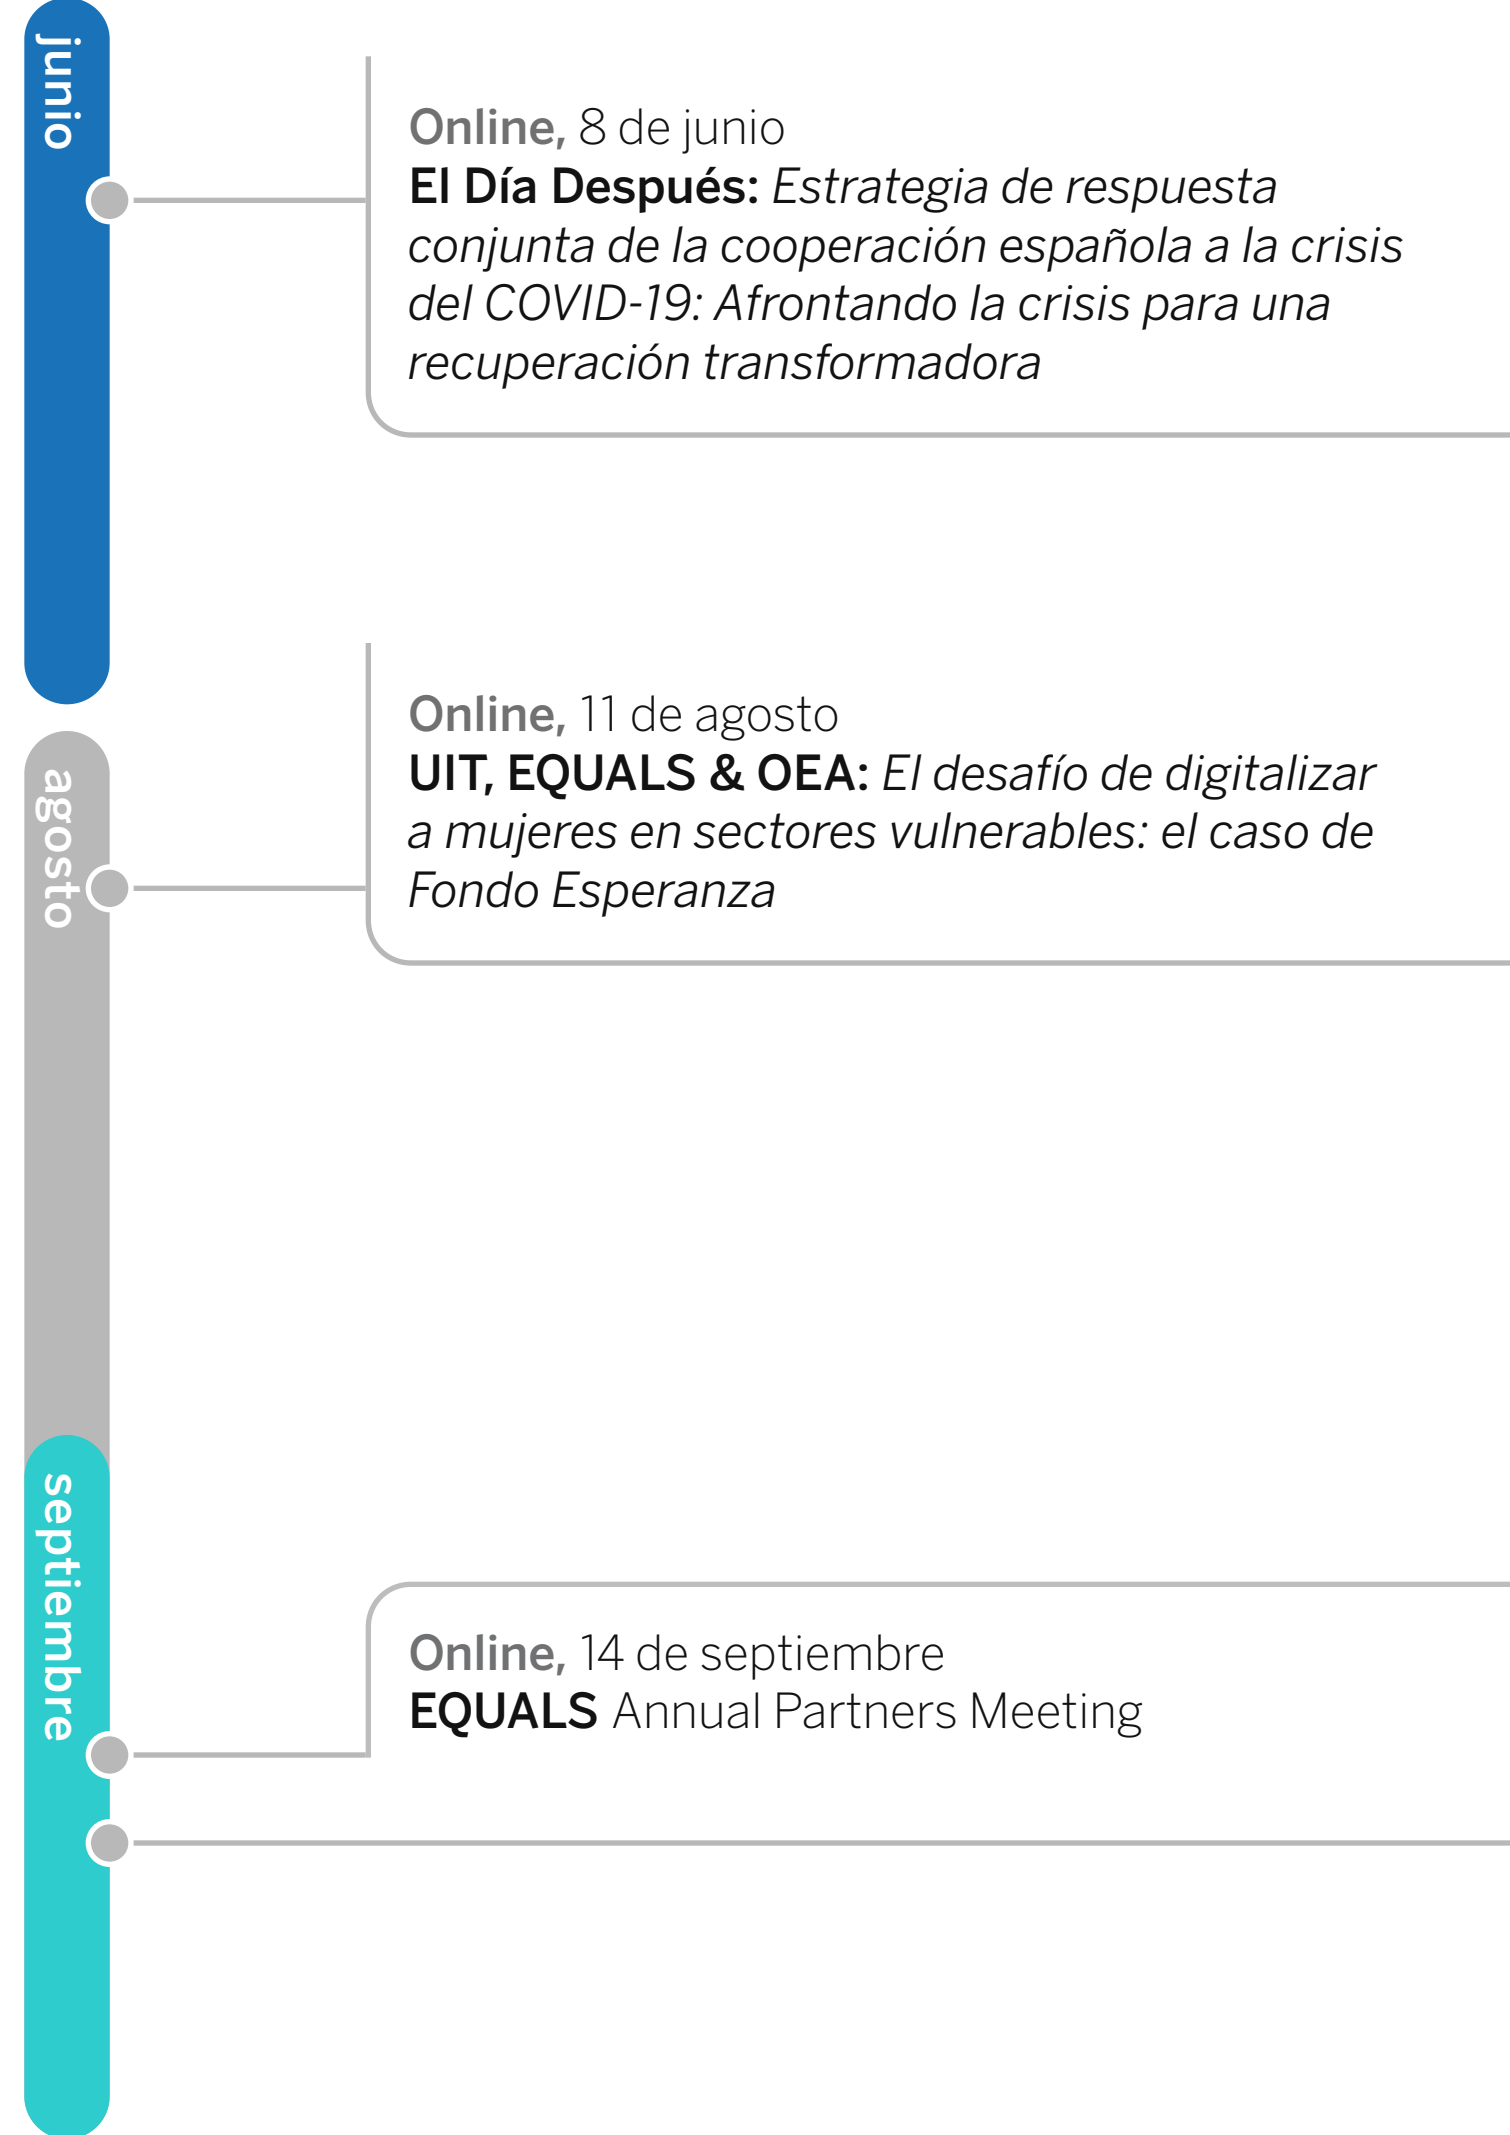 junio
Online, 8 de junio
El Día Después: Estrategia de respuesta
conjunta de la cooperación española a la crisis
del COVID-19: Afrontando la crisis para una
recuperación transformadora
agosto
Online, 11 de agosto
UIT, EQUALS & OEA: El desafío de digitalizar
a mujeres en sectores vulnerables: el caso de
Fondo Esperanza
septiembre
Online, 14 de septiembre
EQUALS Annual Partners Meeting